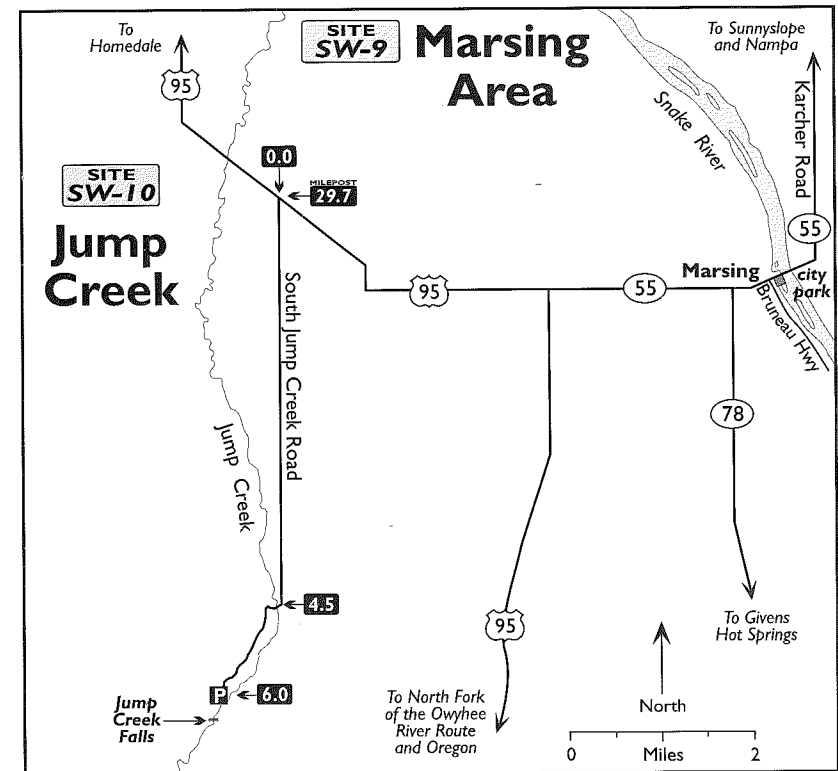 To
Homedale
95
SITE
SW-9
Marsing
Area
To Sunnyslope
and Nampa
Karcher Road
Snake River
55
SITE
SW-10
Jump
Creek
0.0
MILEPOST
29.7
95
55
Marsing
city
park
Bruneau Hwy
South Jump Creek Road
78
Jump Creek
4.5
P
6.0
Jump
Creek
Falls
95
To North Fork
of the Owyhee
River Route
and Oregon
To Givens
Hot Springs
North
0
Miles
2